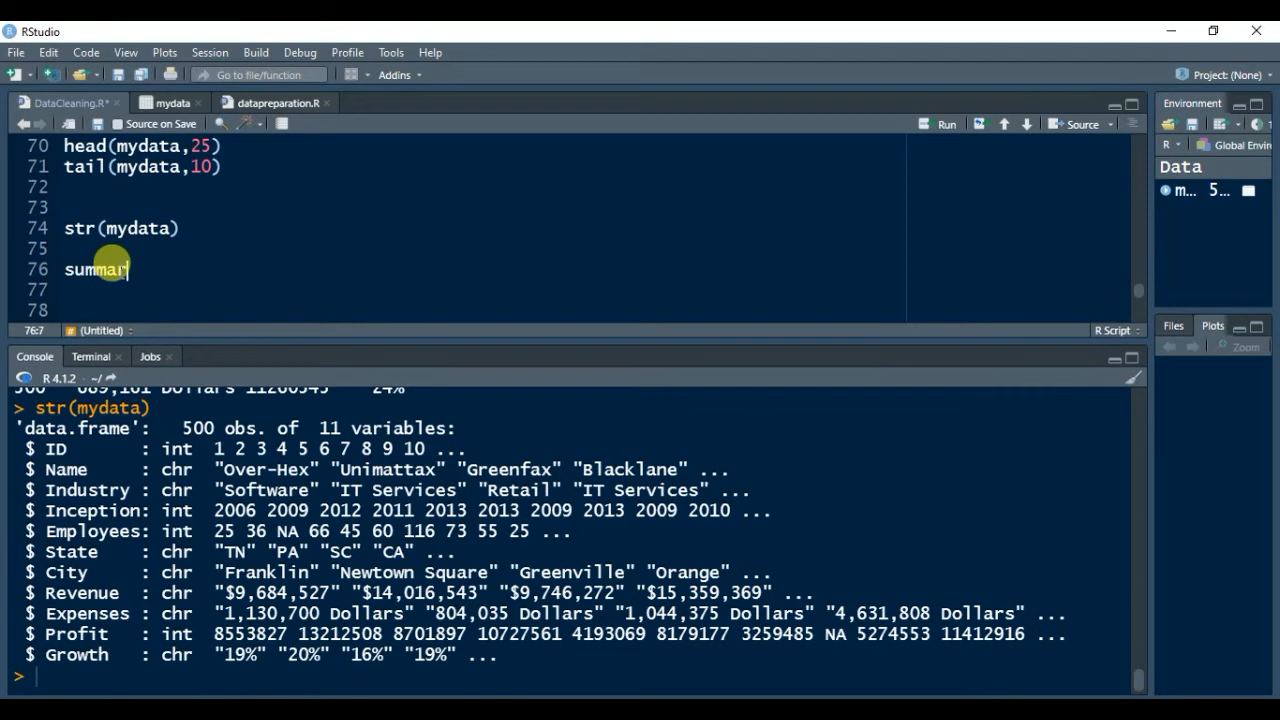 RStudio
File Edit Code View Plots Session Build Debug Profile Tools Help
Go to file/function Addins Project: (None)
DataCleaning.R* mydata datapreparation.R
Source on Save Run Source
70 head(mydata,25)
71 tail(mydata,10)
72
73
74 str(mydata)
75
76 summar
77
78
76:7 (Untitled) R Script
Console Terminal Jobs
R 4.1.2 · ~/
> str(mydata)
'data.frame': 500 obs. of 11 variables:
$ ID : int 1 2 3 4 5 6 7 8 9 10 ...
$ Name : chr "Over-Hex" "Unimattax" "Greenfax" "Blacklane" ...
$ Industry : chr "Software" "IT Services" "Retail" "IT Services" ...
$ Inception: int 2006 2009 2012 2011 2013 2013 2009 2013 2009 2010 ...
$ Employees: int 25 36 NA 66 45 60 116 73 55 25 ...
$ State : chr "TN" "PA" "SC" "CA" ...
$ City : chr "Franklin" "Newtown Square" "Greenville" "Orange" ...
$ Revenue : chr "$9,684,527" "$14,016,543" "$9,746,272" "$15,359,369" ...
$ Expenses : chr "1,130,700 Dollars" "804,035 Dollars" "1,044,375 Dollars" "4,631,808 Dollars" ...
$ Profit : int 8553827 13212508 8701897 10727561 4193069 8179177 3259485 NA 5274553 11412916 ...
$ Growth : chr "19%" "20%" "16%" "19%" ...
>
Environment
R Global Envir
Data
m... 5...
Files Plots
Zoom